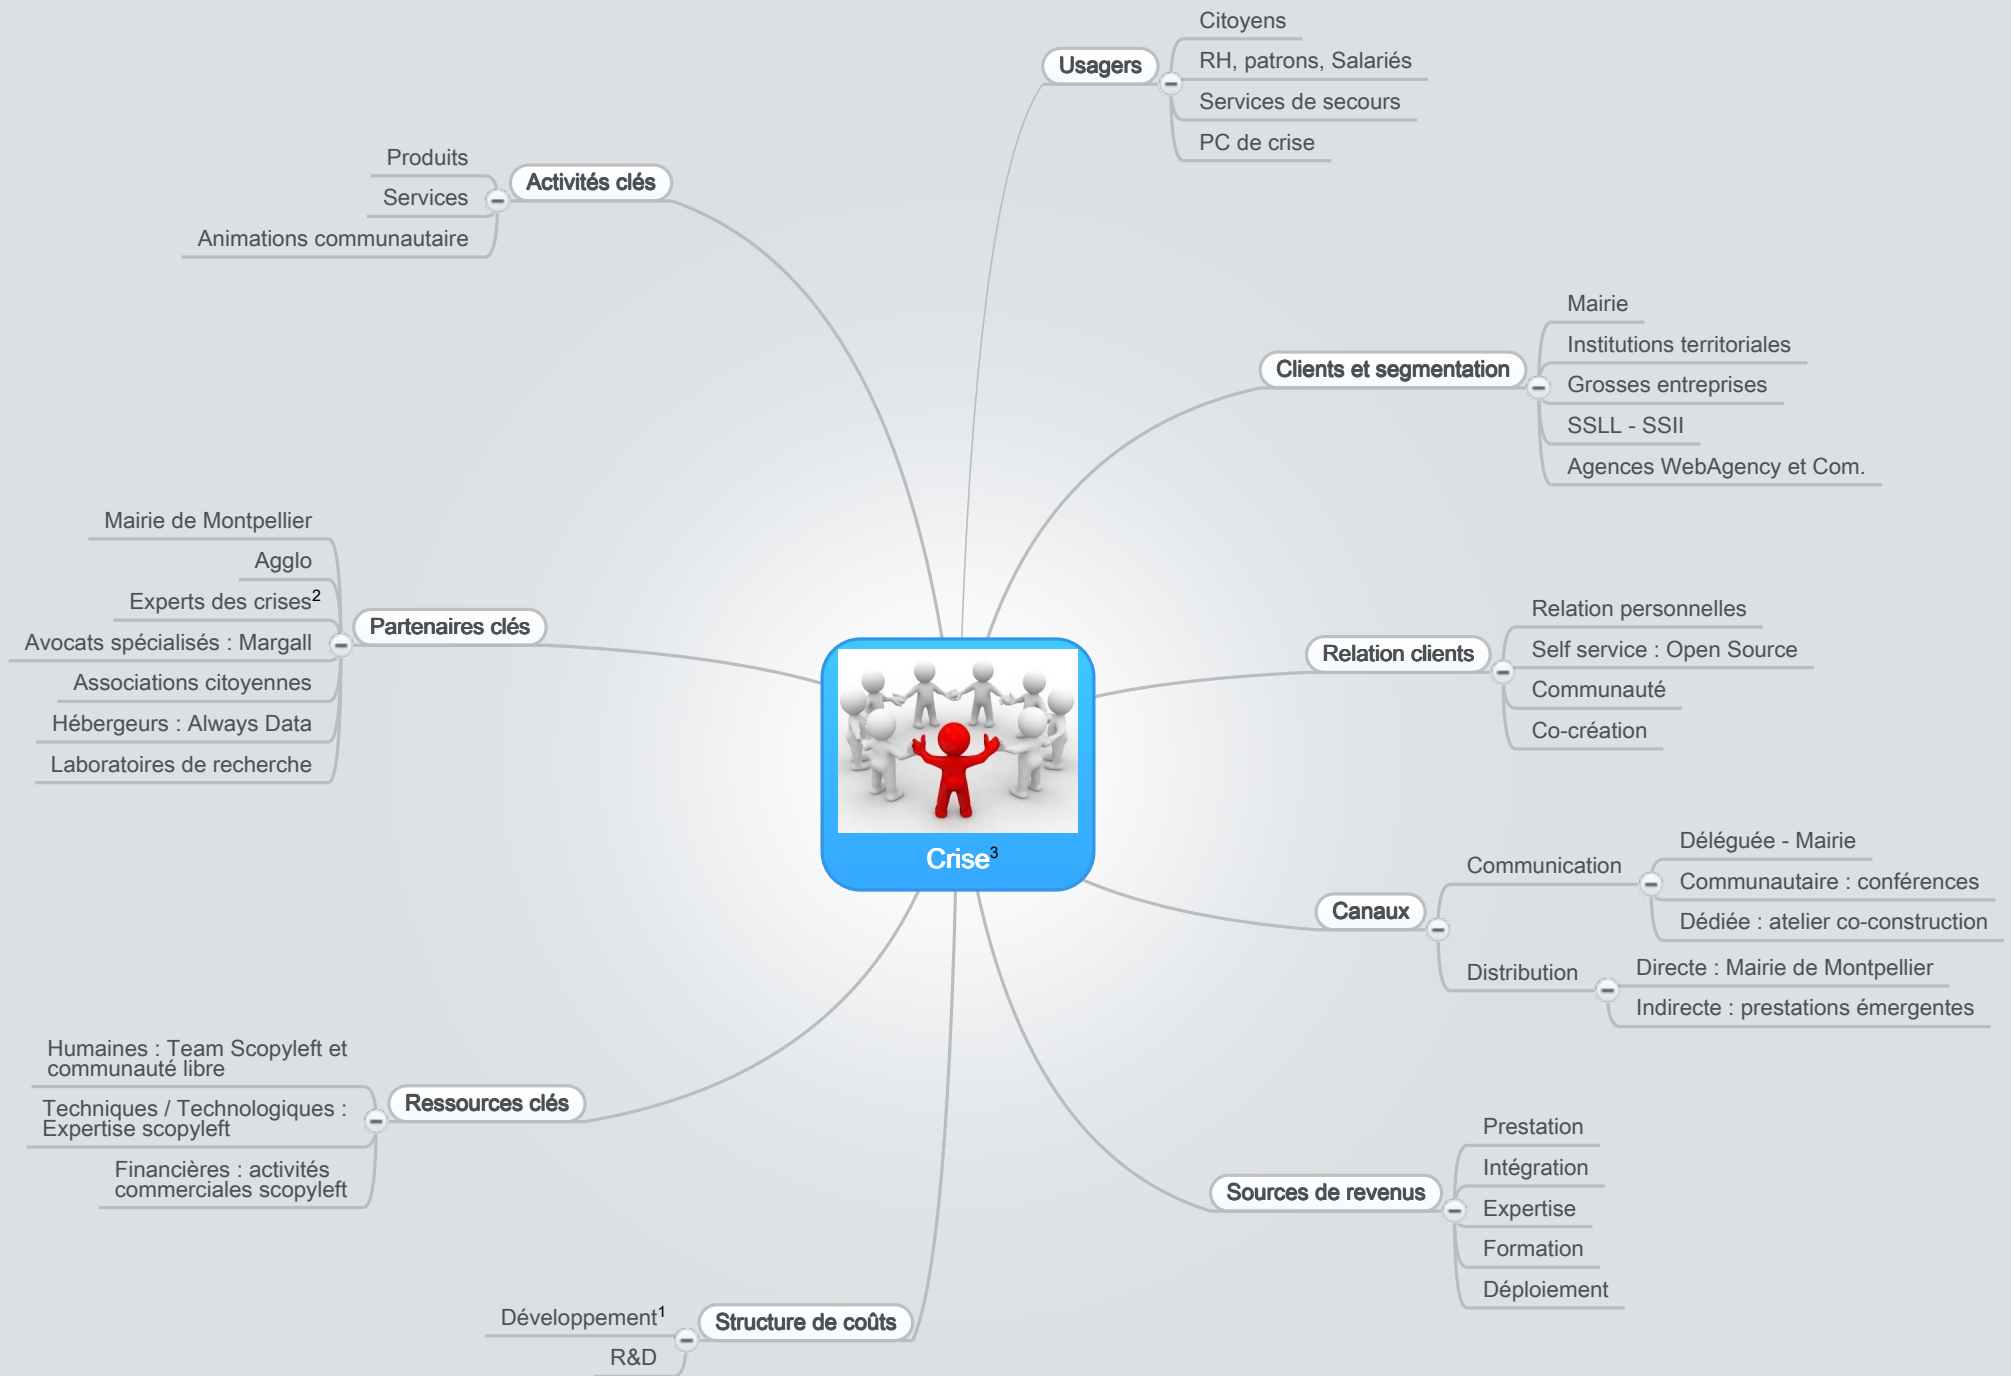 Usagers
Citoyens
RH, patrons, Salariés
Services de secours
PC de crise
Clients et segmentation
Mairie
Institutions territoriales
Grosses entreprises
SSLL - SSII
Agences WebAgency et Com.
Relation clients
Relation personnelles
Self service : Open Source
Communauté
Co-création
Canaux
Communication
Déléguée - Mairie
Communautaire : conférences
Dédiée : atelier co-construction
Distribution
Directe : Mairie de Montpellier
Indirecte : prestations émergentes
Sources de revenus
Prestation
Intégration
Expertise
Formation
Déploiement
Structure de coûts
Développement1
R&D
Ressources clés
Humaines : Team Scopyleft et
communauté libre
Techniques / Technologiques :
Expertise scopyleft
Financières : activités
commerciales scopyleft
Partenaires clés
Mairie de Montpellier
Agglo
Experts des crises2
Avocats spécialisés : Margall
Associations citoyennes
Hébergeurs : Always Data
Laboratoires de recherche
Activités clés
Produits
Services
Animations communautaire
Crise3